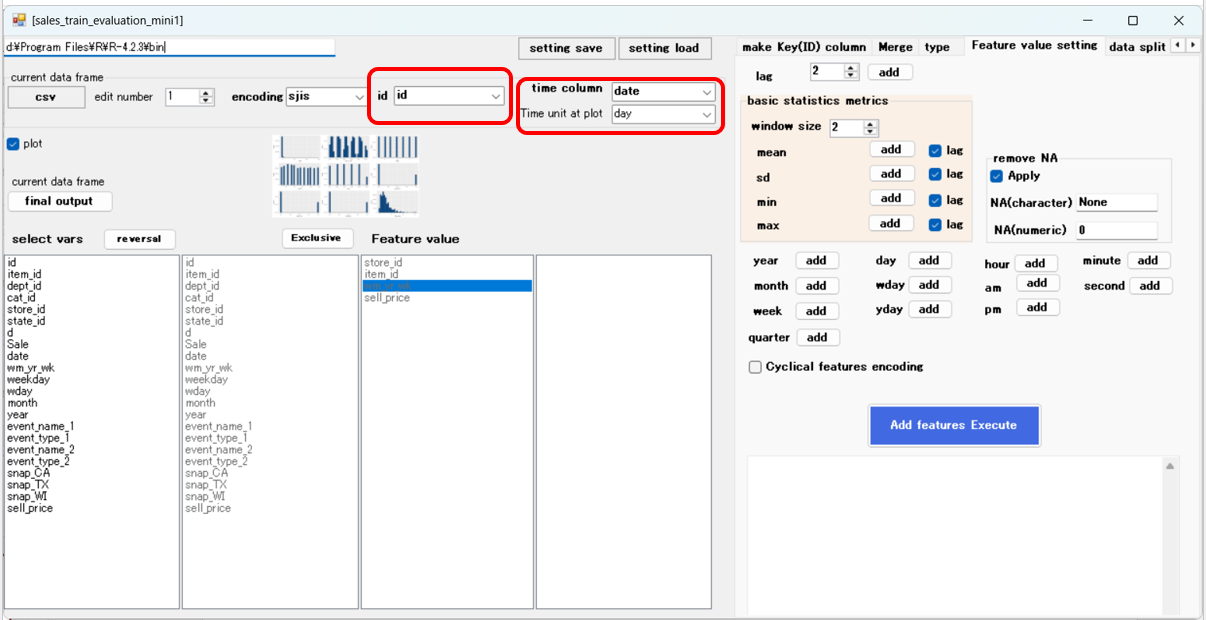 [sales_train_evaluation_mini1]
d:¥Program Files¥R¥R-4.2.3¥bin
setting save
setting load
current data frame
csv
edit number
1
encoding
sjis
id
id
time column
date
Time unit at plot
day
plot
current data frame
final output
select vars
reversal
Exclusive
Feature value
id
item_id
dept_id
cat_id
store_id
state_id
d
Sale
date
wm_yr_wk
weekday
wday
month
year
event_name_1
event_type_1
event_name_2
event_type_2
snap_CA
snap_TX
snap_WI
sell_price
id
item_id
dept_id
cat_id
store_id
state_id
d
Sale
date
wm_yr_wk
weekday
wday
month
year
event_name_1
event_type_1
event_name_2
event_type_2
snap_CA
snap_TX
snap_WI
sell_price
store_id
item_id
wm_yr_wk
sell_price
make Key(ID) column
Merge
type
Feature value setting
data split
lag
2
add
basic statistics metrics
window size
2
mean
add
lag
sd
add
lag
min
add
lag
max
add
lag
remove NA
Apply
NA(character)
None
NA(numeric)
0
year
add
day
add
hour
add
minute
add
month
add
wday
add
am
add
second
add
week
add
yday
add
pm
add
quarter
add
Cyclical features encoding
Add features Execute